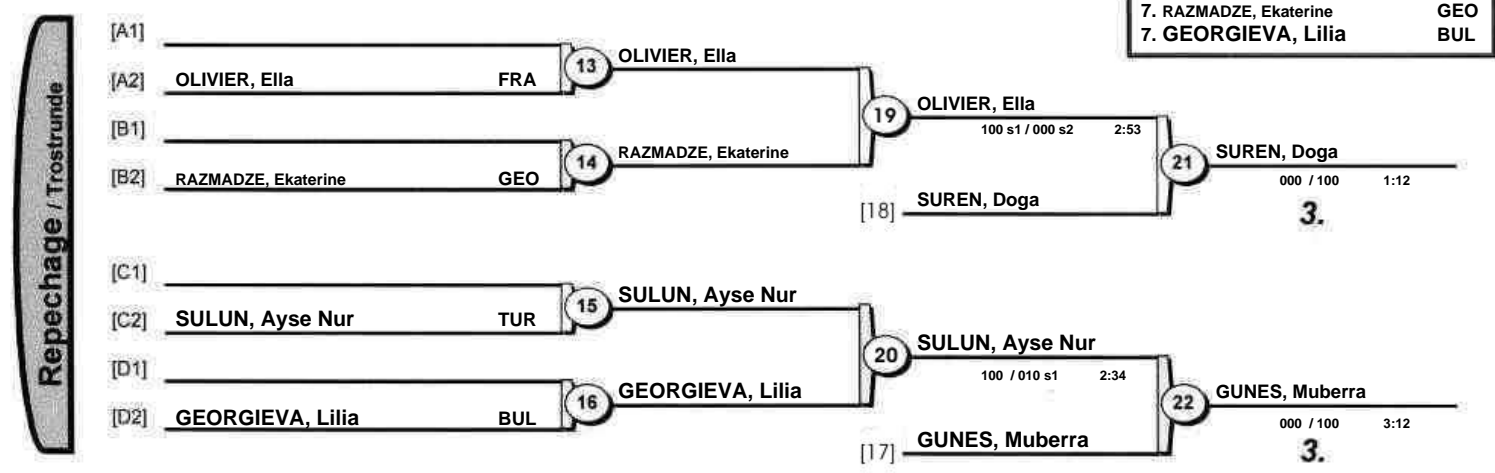 7. RAZMADZE, Ekaterine GEO
7. GEORGIEVA, Lilia BUL
Repechage / Trostrunde
[A1]
13 OLIVIER, Ella
[A2] OLIVIER, Ella FRA
19 OLIVIER, Ella
100 s1 / 000 s2 2:53
[B1]
14 RAZMADZE, Ekaterine
[B2] RAZMADZE, Ekaterine GEO
21 SUREN, Doga
000 / 100 1:12
3.
[18] SUREN, Doga
[C1]
15 SULUN, Ayse Nur
[C2] SULUN, Ayse Nur TUR
20 SULUN, Ayse Nur
100 / 010 s1 2:34
[D1]
16 GEORGIEVA, Lilia
[D2] GEORGIEVA, Lilia BUL
22 GUNES, Muberra
000 / 100 3:12
3.
[17] GUNES, Muberra